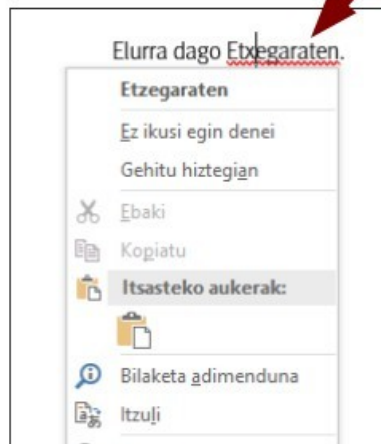 Elurra dago Etxegaraten.
Etzegaraten
Ez ikusi egin denei
Gehitu hiztegian
Ebaki
Kopiatu
Itsasteko aukerak:
Bilaketa adimenduna
Itzuli